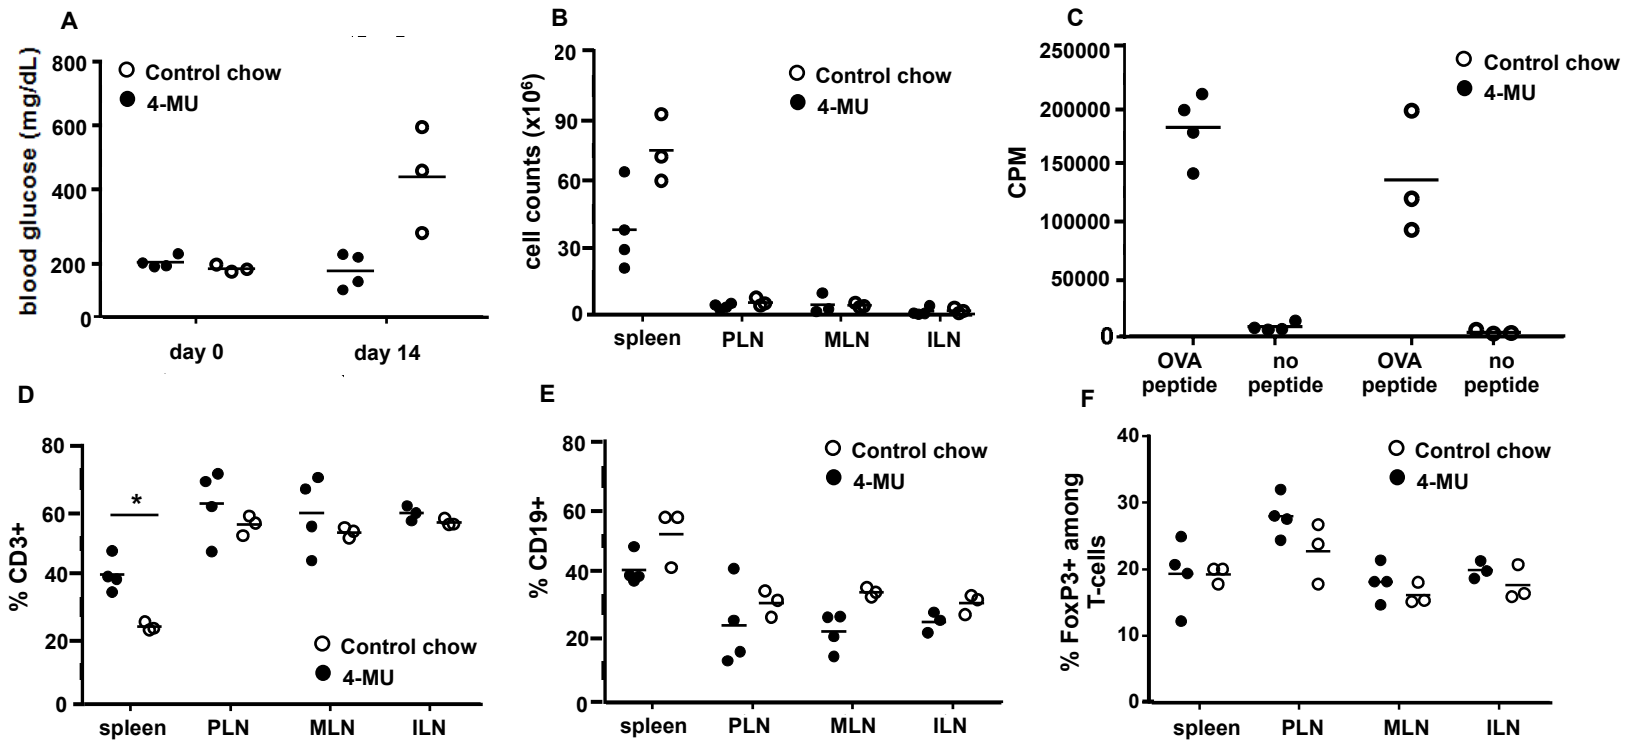 A
blood glucose (mg/dL)
800
600
400
200
0
Control chow
4-MU
day 0
day 14
B
cell counts (x10⁶)
20
90
60
30
0
Control chow
4-MU
spleen
PLN
MLN
ILN
C
CPM
250000
200000
150000
100000
50000
0
Control chow
4-MU
OVA
peptide
no
peptide
OVA
peptide
no
peptide
D
% CD3+
80
60
40
20
0
*
Control chow
4-MU
spleen
PLN
MLN
ILN
E
% CD19+
80
60
40
20
0
Control chow
4-MU
spleen
PLN
MLN
ILN
F
% FoxP3+ among
T-cells
40
30
20
10
0
Control chow
4-MU
spleen
PLN
MLN
ILN